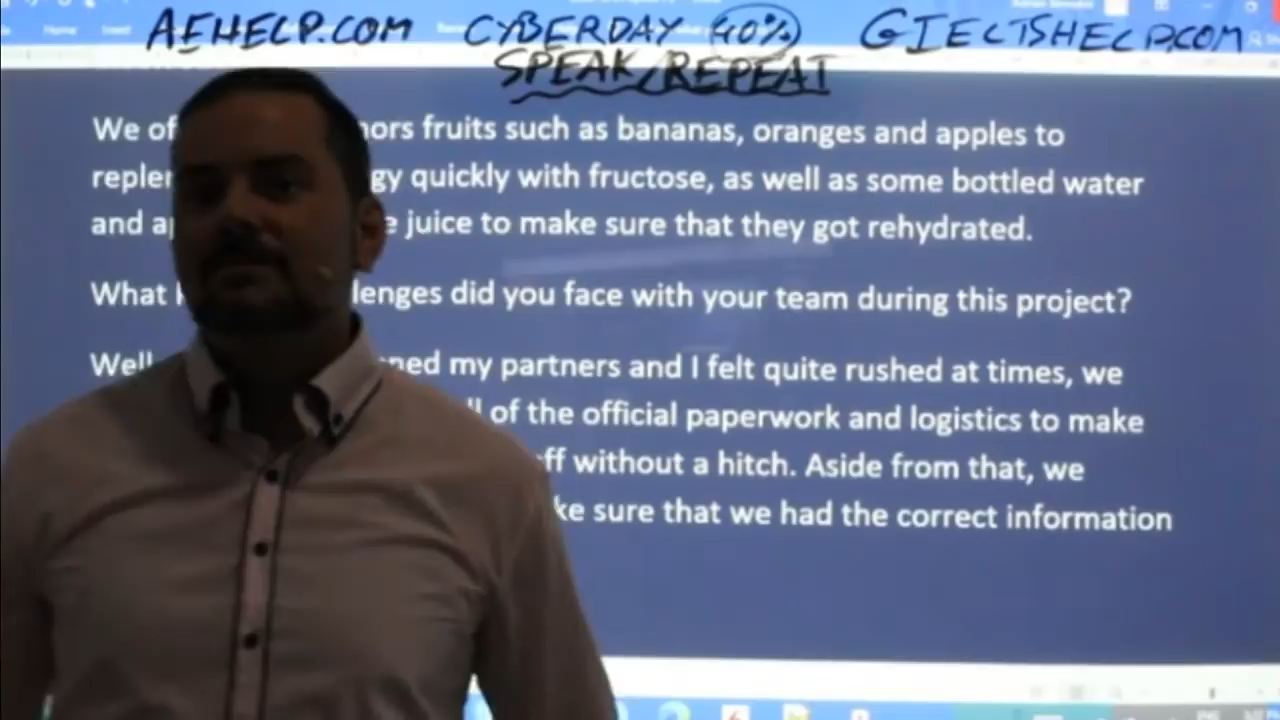 AEHELP.COM CYBERDAY 40% GIELTSHELP.COM
SPEAK/REPEAT
We of nors fruits such as bananas, oranges and apples to
replen gy quickly with fructose, as well as some bottled water
and ap e juice to make sure that they got rehydrated.
What k lenges did you face with your team during this project?
Well ned my partners and I felt quite rushed at times, we
ll of the official paperwork and logistics to make
ff without a hitch. Aside from that, we
ke sure that we had the correct information